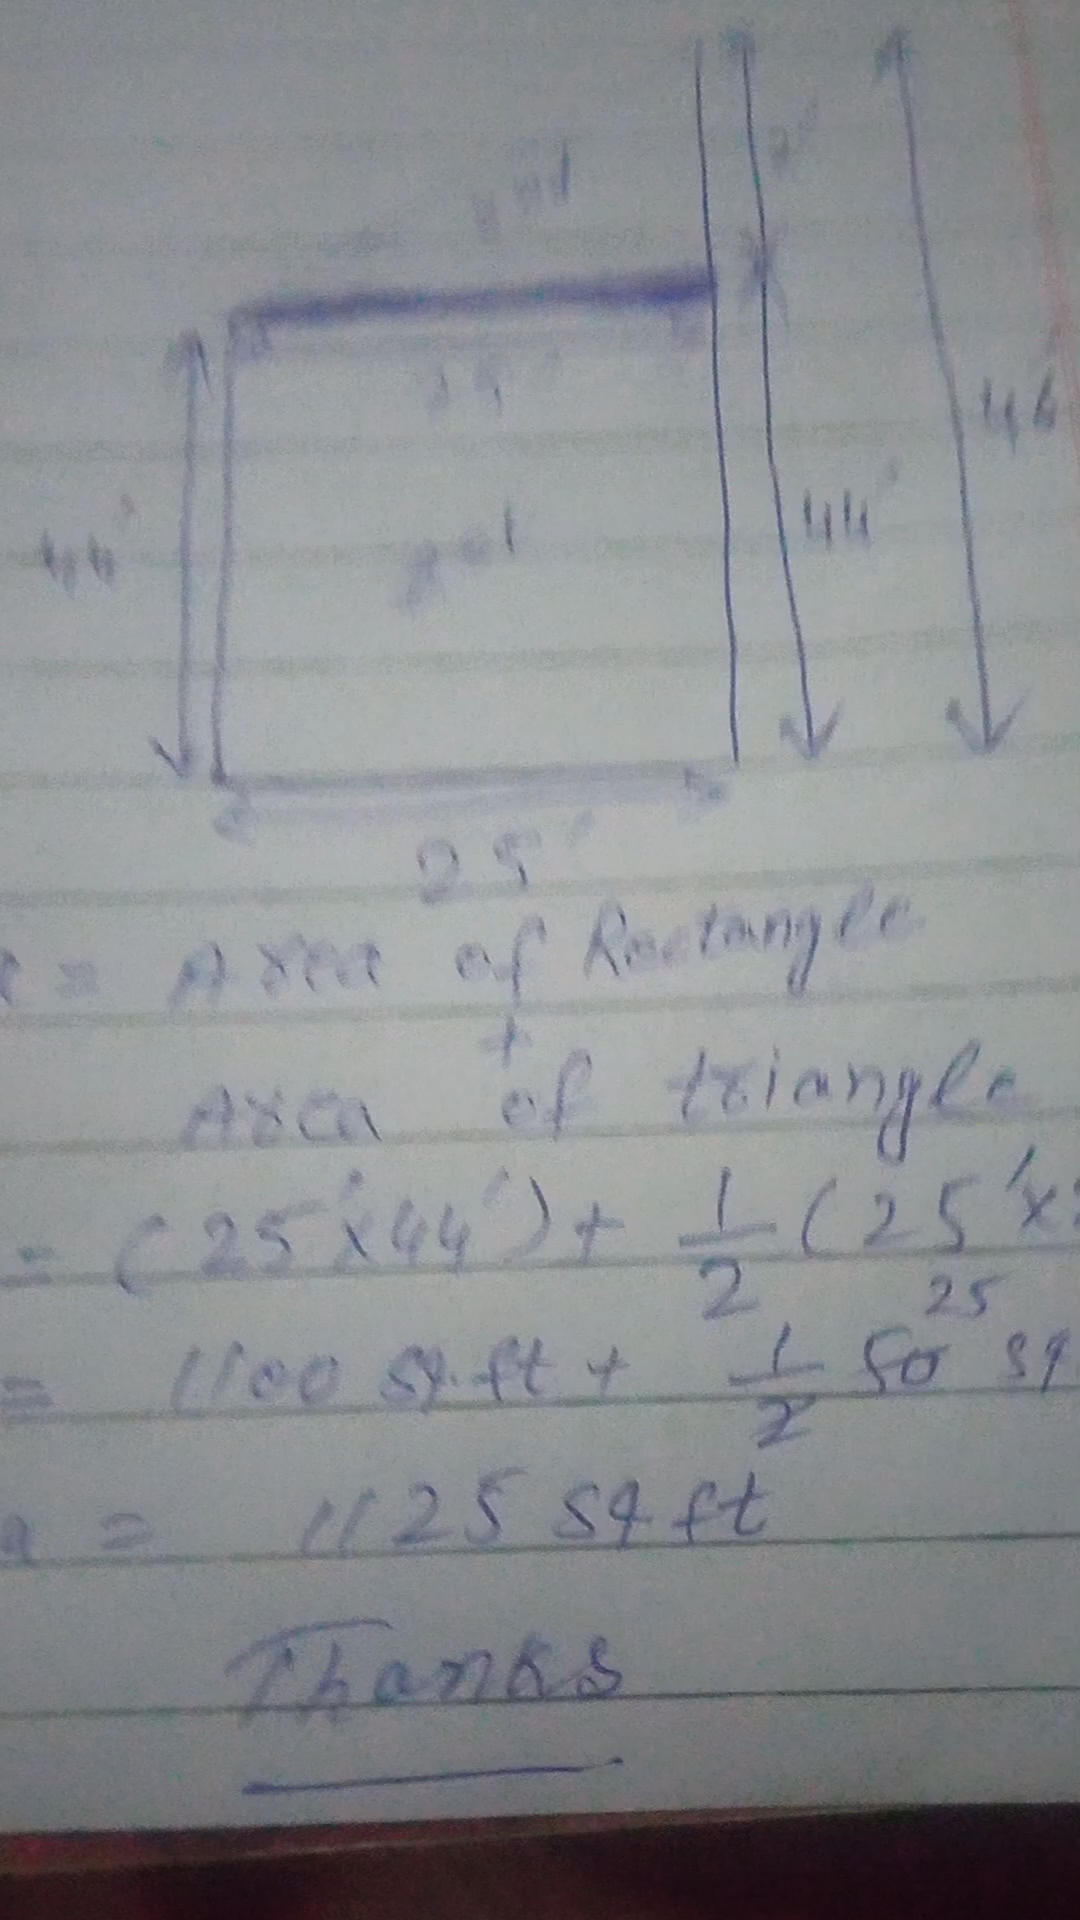 2'
25'
46
44'
44'
25'
= Area of Rectangle
+
Area of triangle
= (25'x44') + 1/2 (25'x
25
= 1100 sq.ft + 1/2 50 sq
a = 1125 sq ft
Thanks